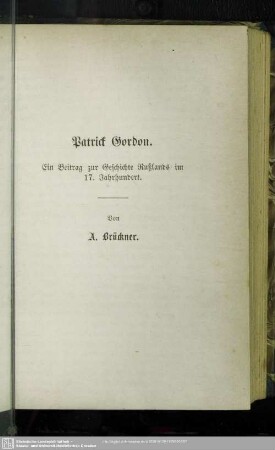 Patrick Gordon.
Ein Beitrag zur Geschichte Rußlands im
17. Jahrhundert.
Von
A. Brückner.